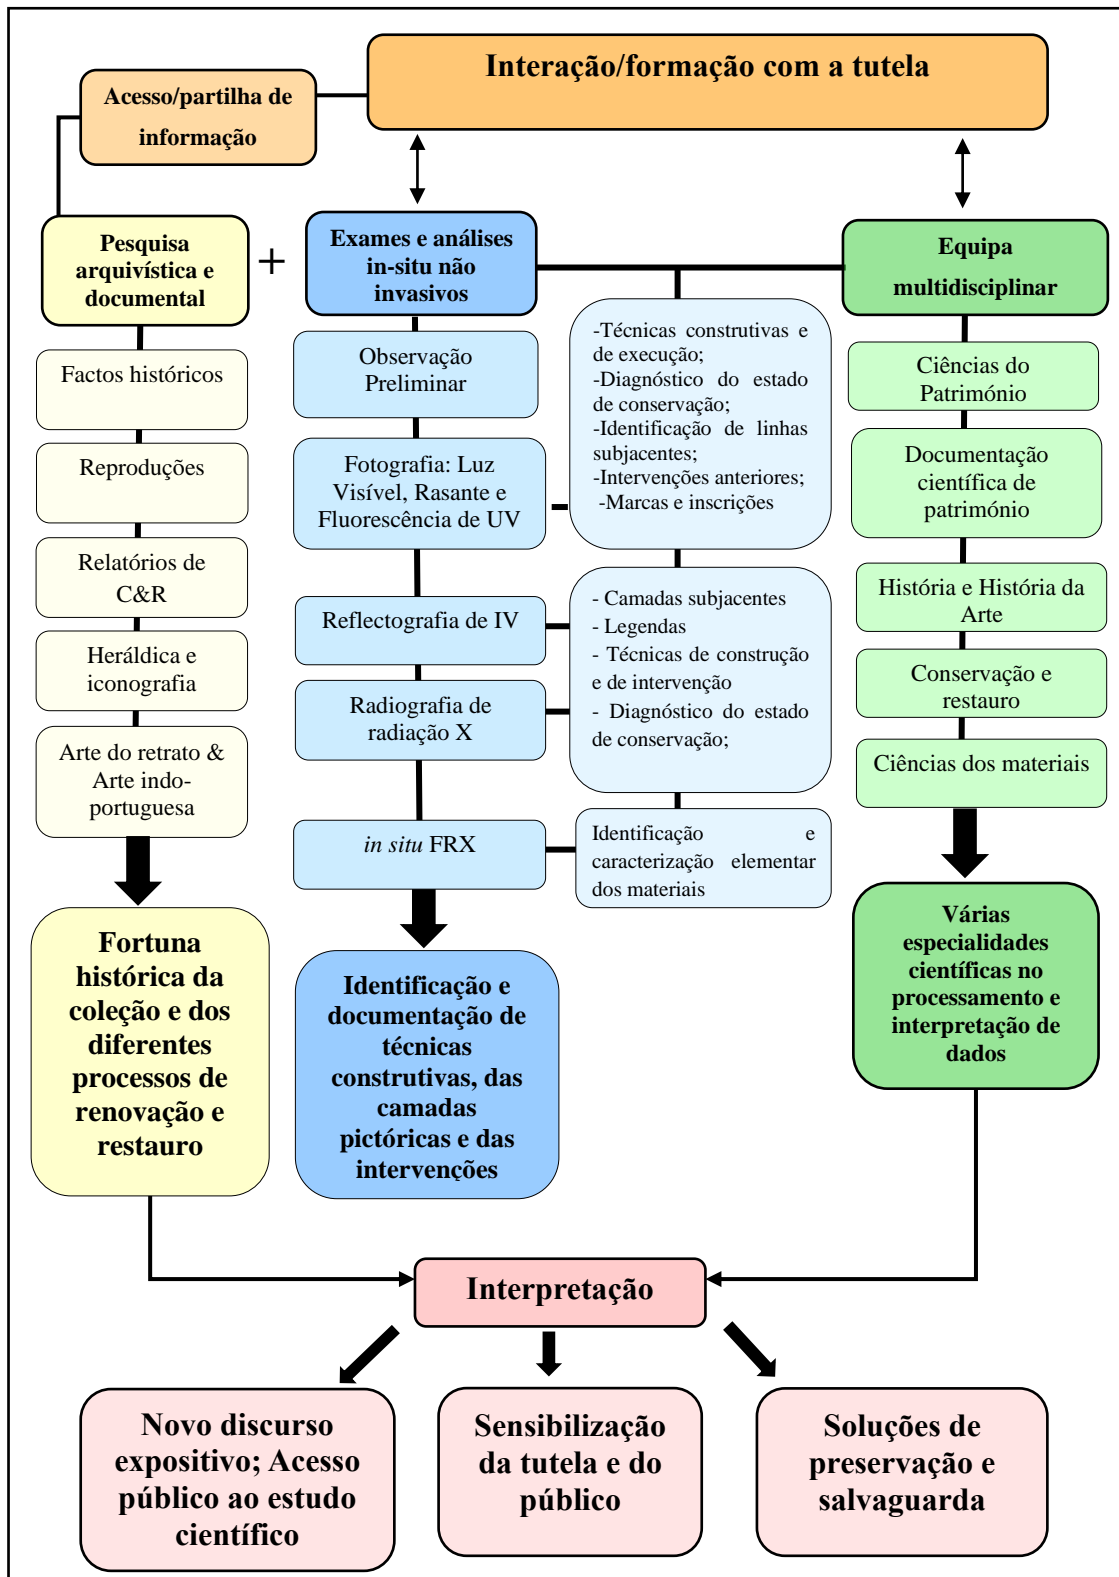 Interação/formação com a tutela
Acesso/partilha de
informação
Pesquisa
arquivística e
documental
+
Exames e análises
in-situ não
invasivos
Equipa
multidisciplinar
Factos históricos
Reproduções
Relatórios de
C&R
Heráldica e
iconografia
Arte do retrato &
Arte indo-
portuguesa
Fortuna
histórica da
coleção e dos
diferentes
processos de
renovação e
restauro
Observação
Preliminar
Fotografia: Luz
Visível, Rasante e
Fluorescência de UV
Reflectografia de IV
Radiografia de
radiação X
in situ FRX
Identificação e
documentação de
técnicas
construtivas, das
camadas
pictóricas e das
intervenções
-Técnicas construtivas e
de execução;
-Diagnóstico do estado
de conservação;
-Identificação de linhas
subjacentes;
-Intervenções anteriores;
-Marcas e inscrições
- Camadas subjacentes
- Legendas
- Técnicas de construção
e de intervenção
- Diagnóstico do estado
de conservação;
Identificação e
caracterização elementar
dos materiais
Ciências do
Património
Documentação
científica de
património
História e História da
Arte
Conservação e
restauro
Ciências dos materiais
Várias
especialidades
científicas no
processamento e
interpretação de
dados
Interpretação
Novo discurso
expositivo; Acesso
público ao estudo
científico
Sensibilização
da tutela e do
público
Soluções de
preservação e
salvaguarda